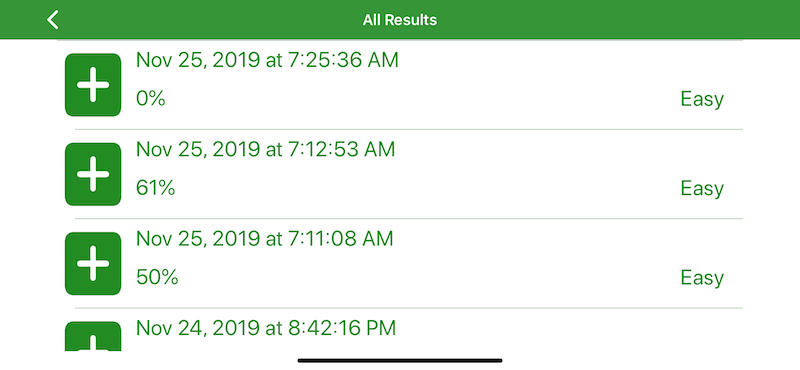 All Results
Nov 25, 2019 at 7:25:36 AM
0%
Easy
Nov 25, 2019 at 7:12:53 AM
61%
Easy
Nov 25, 2019 at 7:11:08 AM
50%
Easy
Nov 24, 2019 at 8:42:16 PM